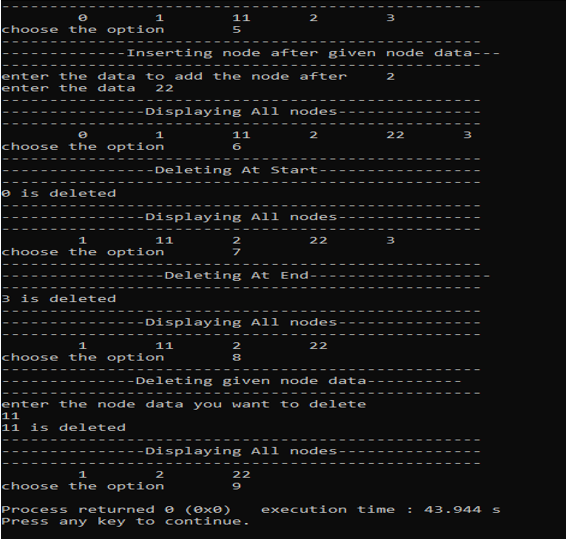 --------------------------------------------------
0 1 11 2 3
choose the option 5
--------------------------------------------------
-------------Inserting node after given node data---
--------------------------------------------------
enter the data to add the node after 2
enter the data 22
--------------------------------------------------
---------------Displaying All nodes---------------
--------------------------------------------------
0 1 11 2 22 3
choose the option 6
--------------------------------------------------
----------------Deleting At Start-----------------
--------------------------------------------------
0 is deleted
--------------------------------------------------
---------------Displaying All nodes---------------
--------------------------------------------------
1 11 2 22 3
choose the option 7
--------------------------------------------------
-----------------Deleting At End-------------------
--------------------------------------------------
3 is deleted
--------------------------------------------------
---------------Displaying All nodes---------------
--------------------------------------------------
1 11 2 22
choose the option 8
--------------------------------------------------
--------------Deleting given node data----------
--------------------------------------------------
enter the node data you want to delete
11
11 is deleted
--------------------------------------------------
---------------Displaying All nodes---------------
--------------------------------------------------
1 2 22
choose the option 9
Process returned 0 (0x0) execution time : 43.944 s
Press any key to continue.